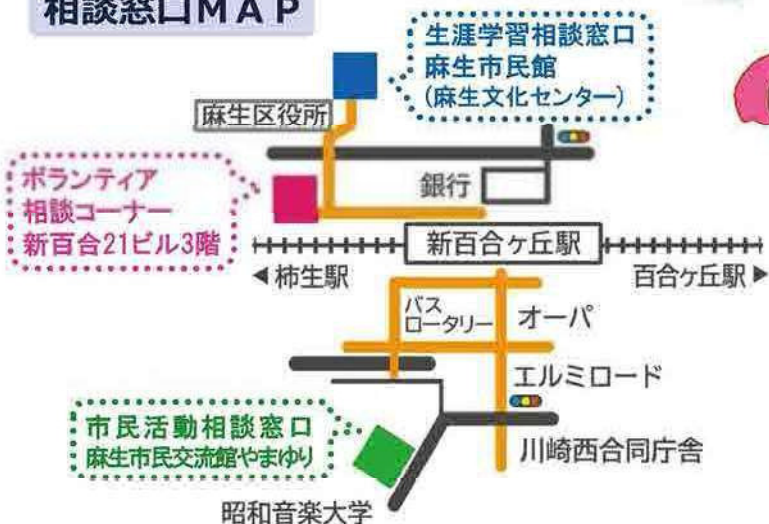 相談窓口MAP
生涯学習相談窓口
麻生市民館
(麻生文化センター)
麻生区役所
ボランティア
相談コーナー
新百合21ビル3階
銀行
新百合ヶ丘駅
◀柿生駅
百合ヶ丘駅▶
バス
ロータリー
オーパ
エルミロード
市民活動相談窓口
麻生市民交流館やまゆり
川崎西合同庁舎
昭和音楽大学